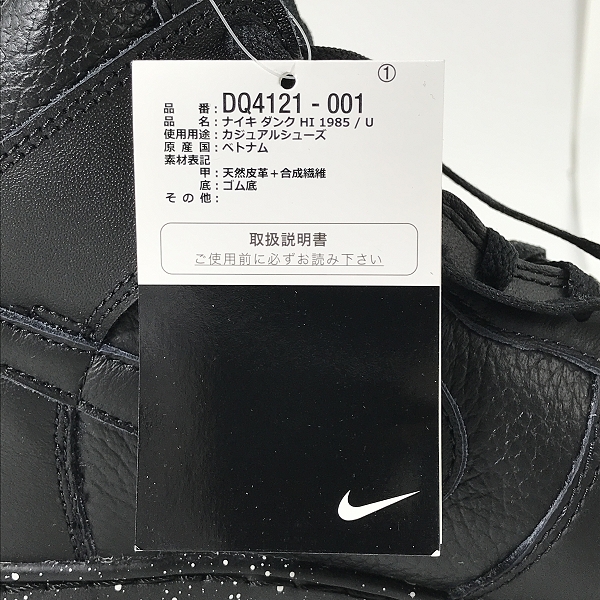 ①
品番：DQ4121 - 001
品名：ナイキ ダンク HI 1985 / U
使用用途：カジュアルシューズ
原産国：ベトナム
素材表記
甲：天然皮革＋合成繊維
底：ゴム底
その他：
取扱説明書
ご使用前に必ずお読み下さい